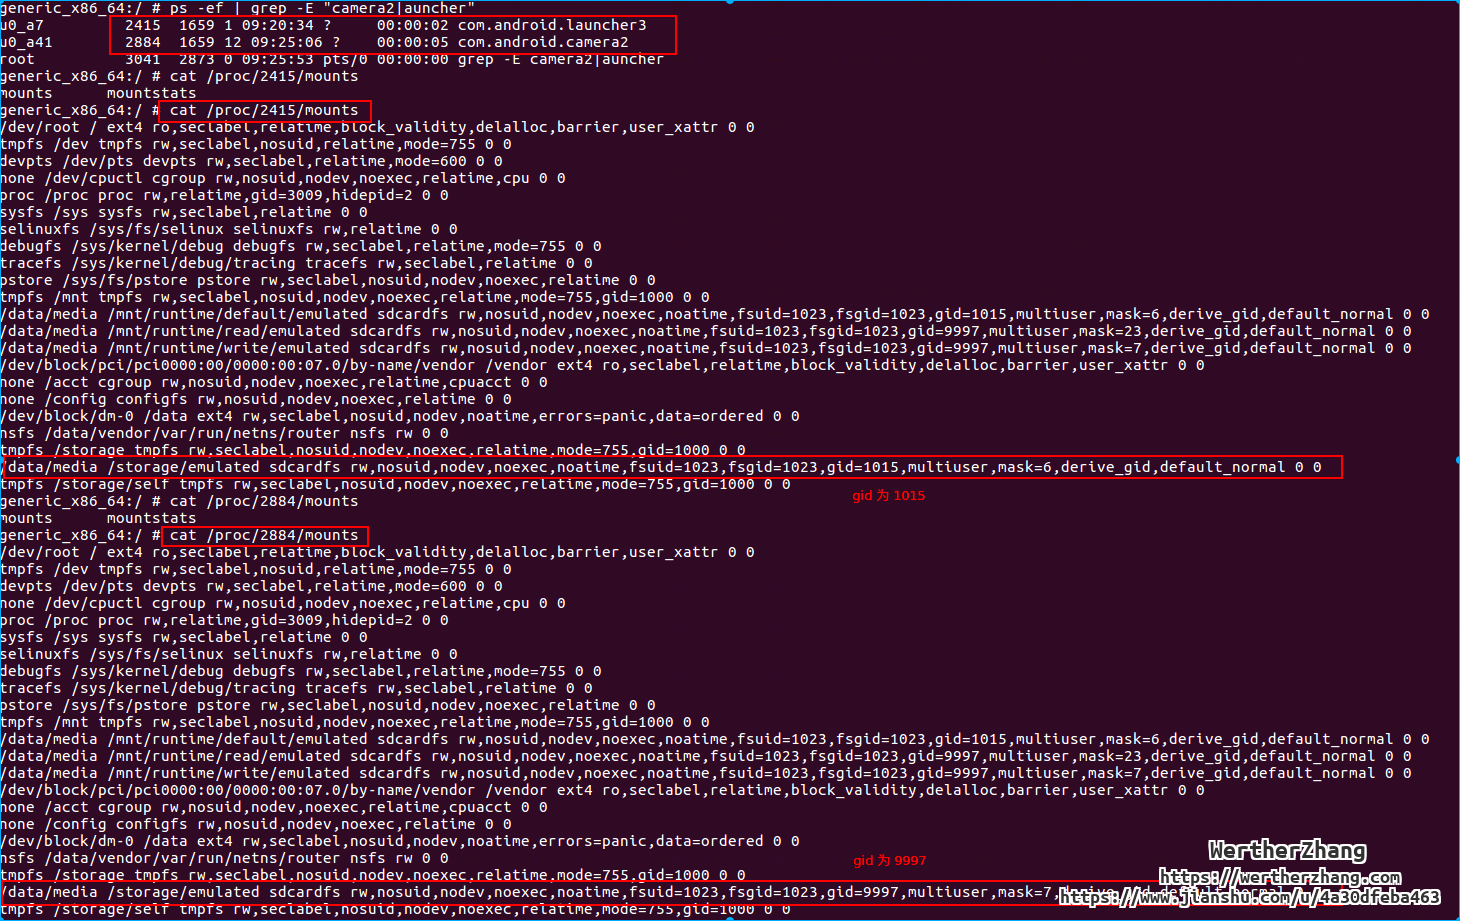 generic_x86_64:/ # ps -ef | grep -E "camera2|auncher"
u0_a7 2415 1659 1 09:20:34 ? 00:00:02 com.android.launcher3
u0_a41 2884 1659 12 09:25:06 ? 00:00:05 com.android.camera2
root 3041 2873 0 09:25:53 pts/0 00:00:00 grep -E camera2|auncher
generic_x86_64:/ # cat /proc/2415/mounts
mounts mountstats
generic_x86_64:/ # cat /proc/2415/mounts
/dev/root / ext4 ro,seclabel,relatime,block_validity,delalloc,barrier,user_xattr 0 0
tmpfs /dev tmpfs rw,seclabel,nosuid,relatime,mode=755 0 0
devpts /dev/pts devpts rw,seclabel,relatime,mode=600 0 0
none /dev/cpuctl cgroup rw,nosuid,nodev,noexec,relatime,cpu 0 0
proc /proc proc rw,relatime,gid=3009,hidepid=2 0 0
sysfs /sys sysfs rw,seclabel,relatime 0 0
selinuxfs /sys/fs/selinux selinuxfs rw,relatime 0 0
debugfs /sys/kernel/debug debugfs rw,seclabel,relatime,mode=755 0 0
tracefs /sys/kernel/debug/tracing tracefs rw,seclabel,relatime 0 0
pstore /sys/fs/pstore pstore rw,seclabel,nosuid,nodev,noexec,relatime 0 0
tmpfs /mnt tmpfs rw,seclabel,nosuid,nodev,noexec,relatime,mode=755,gid=1000 0 0
/data/media /mnt/runtime/default/emulated sdcardfs rw,nosuid,nodev,noexec,noatime,fsuid=1023,fsgid=1023,gid=1015,multiuser,mask=6,derive_gid,default_normal 0 0
/data/media /mnt/runtime/read/emulated sdcardfs rw,nosuid,nodev,noexec,noatime,fsuid=1023,fsgid=1023,gid=9997,multiuser,mask=23,derive_gid,default_normal 0 0
/data/media /mnt/runtime/write/emulated sdcardfs rw,nosuid,nodev,noexec,noatime,fsuid=1023,fsgid=1023,gid=9997,multiuser,mask=7,derive_gid,default_normal 0 0
/dev/block/pci/pci0000:00/0000:00:07.0/by-name/vendor /vendor ext4 ro,seclabel,relatime,block_validity,delalloc,barrier,user_xattr 0 0
none /acct cgroup rw,nosuid,nodev,noexec,relatime,cpuacct 0 0
none /config configfs rw,nosuid,nodev,noexec,relatime 0 0
/dev/block/dm-0 /data ext4 rw,seclabel,nosuid,nodev,noatime,errors=panic,data=ordered 0 0
nsfs /data/vendor/var/run/netns/router nsfs rw 0 0
tmpfs /storage tmpfs rw,seclabel,nosuid,nodev,noexec,relatime,mode=755,gid=1000 0 0
/data/media /storage/emulated sdcardfs rw,nosuid,nodev,noexec,noatime,fsuid=1023,fsgid=1023,gid=1015,multiuser,mask=6,derive_gid,default_normal 0 0
tmpfs /storage/self tmpfs rw,seclabel,nosuid,nodev,noexec,relatime,mode=755,gid=1000 0 0
gid 为 1015
generic_x86_64:/ # cat /proc/2884/mounts
mounts mountstats
generic_x86_64:/ # cat /proc/2884/mounts
/dev/root / ext4 ro,seclabel,relatime,block_validity,delalloc,barrier,user_xattr 0 0
tmpfs /dev tmpfs rw,seclabel,nosuid,relatime,mode=755 0 0
devpts /dev/pts devpts rw,seclabel,relatime,mode=600 0 0
none /dev/cpuctl cgroup rw,nosuid,nodev,noexec,relatime,cpu 0 0
proc /proc proc rw,relatime,gid=3009,hidepid=2 0 0
sysfs /sys sysfs rw,seclabel,relatime 0 0
selinuxfs /sys/fs/selinux selinuxfs rw,relatime 0 0
debugfs /sys/kernel/debug debugfs rw,seclabel,relatime,mode=755 0 0
tracefs /sys/kernel/debug/tracing tracefs rw,seclabel,relatime 0 0
pstore /sys/fs/pstore pstore rw,seclabel,nosuid,nodev,noexec,relatime 0 0
tmpfs /mnt tmpfs rw,seclabel,nosuid,nodev,noexec,relatime,mode=755,gid=1000 0 0
/data/media /mnt/runtime/default/emulated sdcardfs rw,nosuid,nodev,noexec,noatime,fsuid=1023,fsgid=1023,gid=1015,multiuser,mask=6,derive_gid,default_normal 0 0
/data/media /mnt/runtime/read/emulated sdcardfs rw,nosuid,nodev,noexec,noatime,fsuid=1023,fsgid=1023,gid=9997,multiuser,mask=23,derive_gid,default_normal 0 0
/data/media /mnt/runtime/write/emulated sdcardfs rw,nosuid,nodev,noexec,noatime,fsuid=1023,fsgid=1023,gid=9997,multiuser,mask=7,derive_gid,default_normal 0 0
/dev/block/pci/pci0000:00/0000:00:07.0/by-name/vendor /vendor ext4 ro,seclabel,relatime,block_validity,delalloc,barrier,user_xattr 0 0
none /acct cgroup rw,nosuid,nodev,noexec,relatime,cpuacct 0 0
none /config configfs rw,nosuid,nodev,noexec,relatime 0 0
/dev/block/dm-0 /data ext4 rw,seclabel,nosuid,nodev,noatime,errors=panic,data=ordered 0 0
nsfs /data/vendor/var/run/netns/router nsfs rw 0 0
gid 为 9997
tmpfs /storage tmpfs rw,seclabel,nosuid,nodev,noexec,relatime,mode=755,gid=1000 0 0
/data/media /storage/emulated sdcardfs rw,nosuid,nodev,noexec,noatime,fsuid=1023,fsgid=1023,gid=9997,multiuser,mask=7,
tmpfs /storage/self tmpfs rw,seclabel,nosuid,nodev,noexec,relatime,mode=755,gid=1000 0 0
WertherZhang
https://wertherzhang.com
https://www.jianshu.com/u/4a30dfeba463